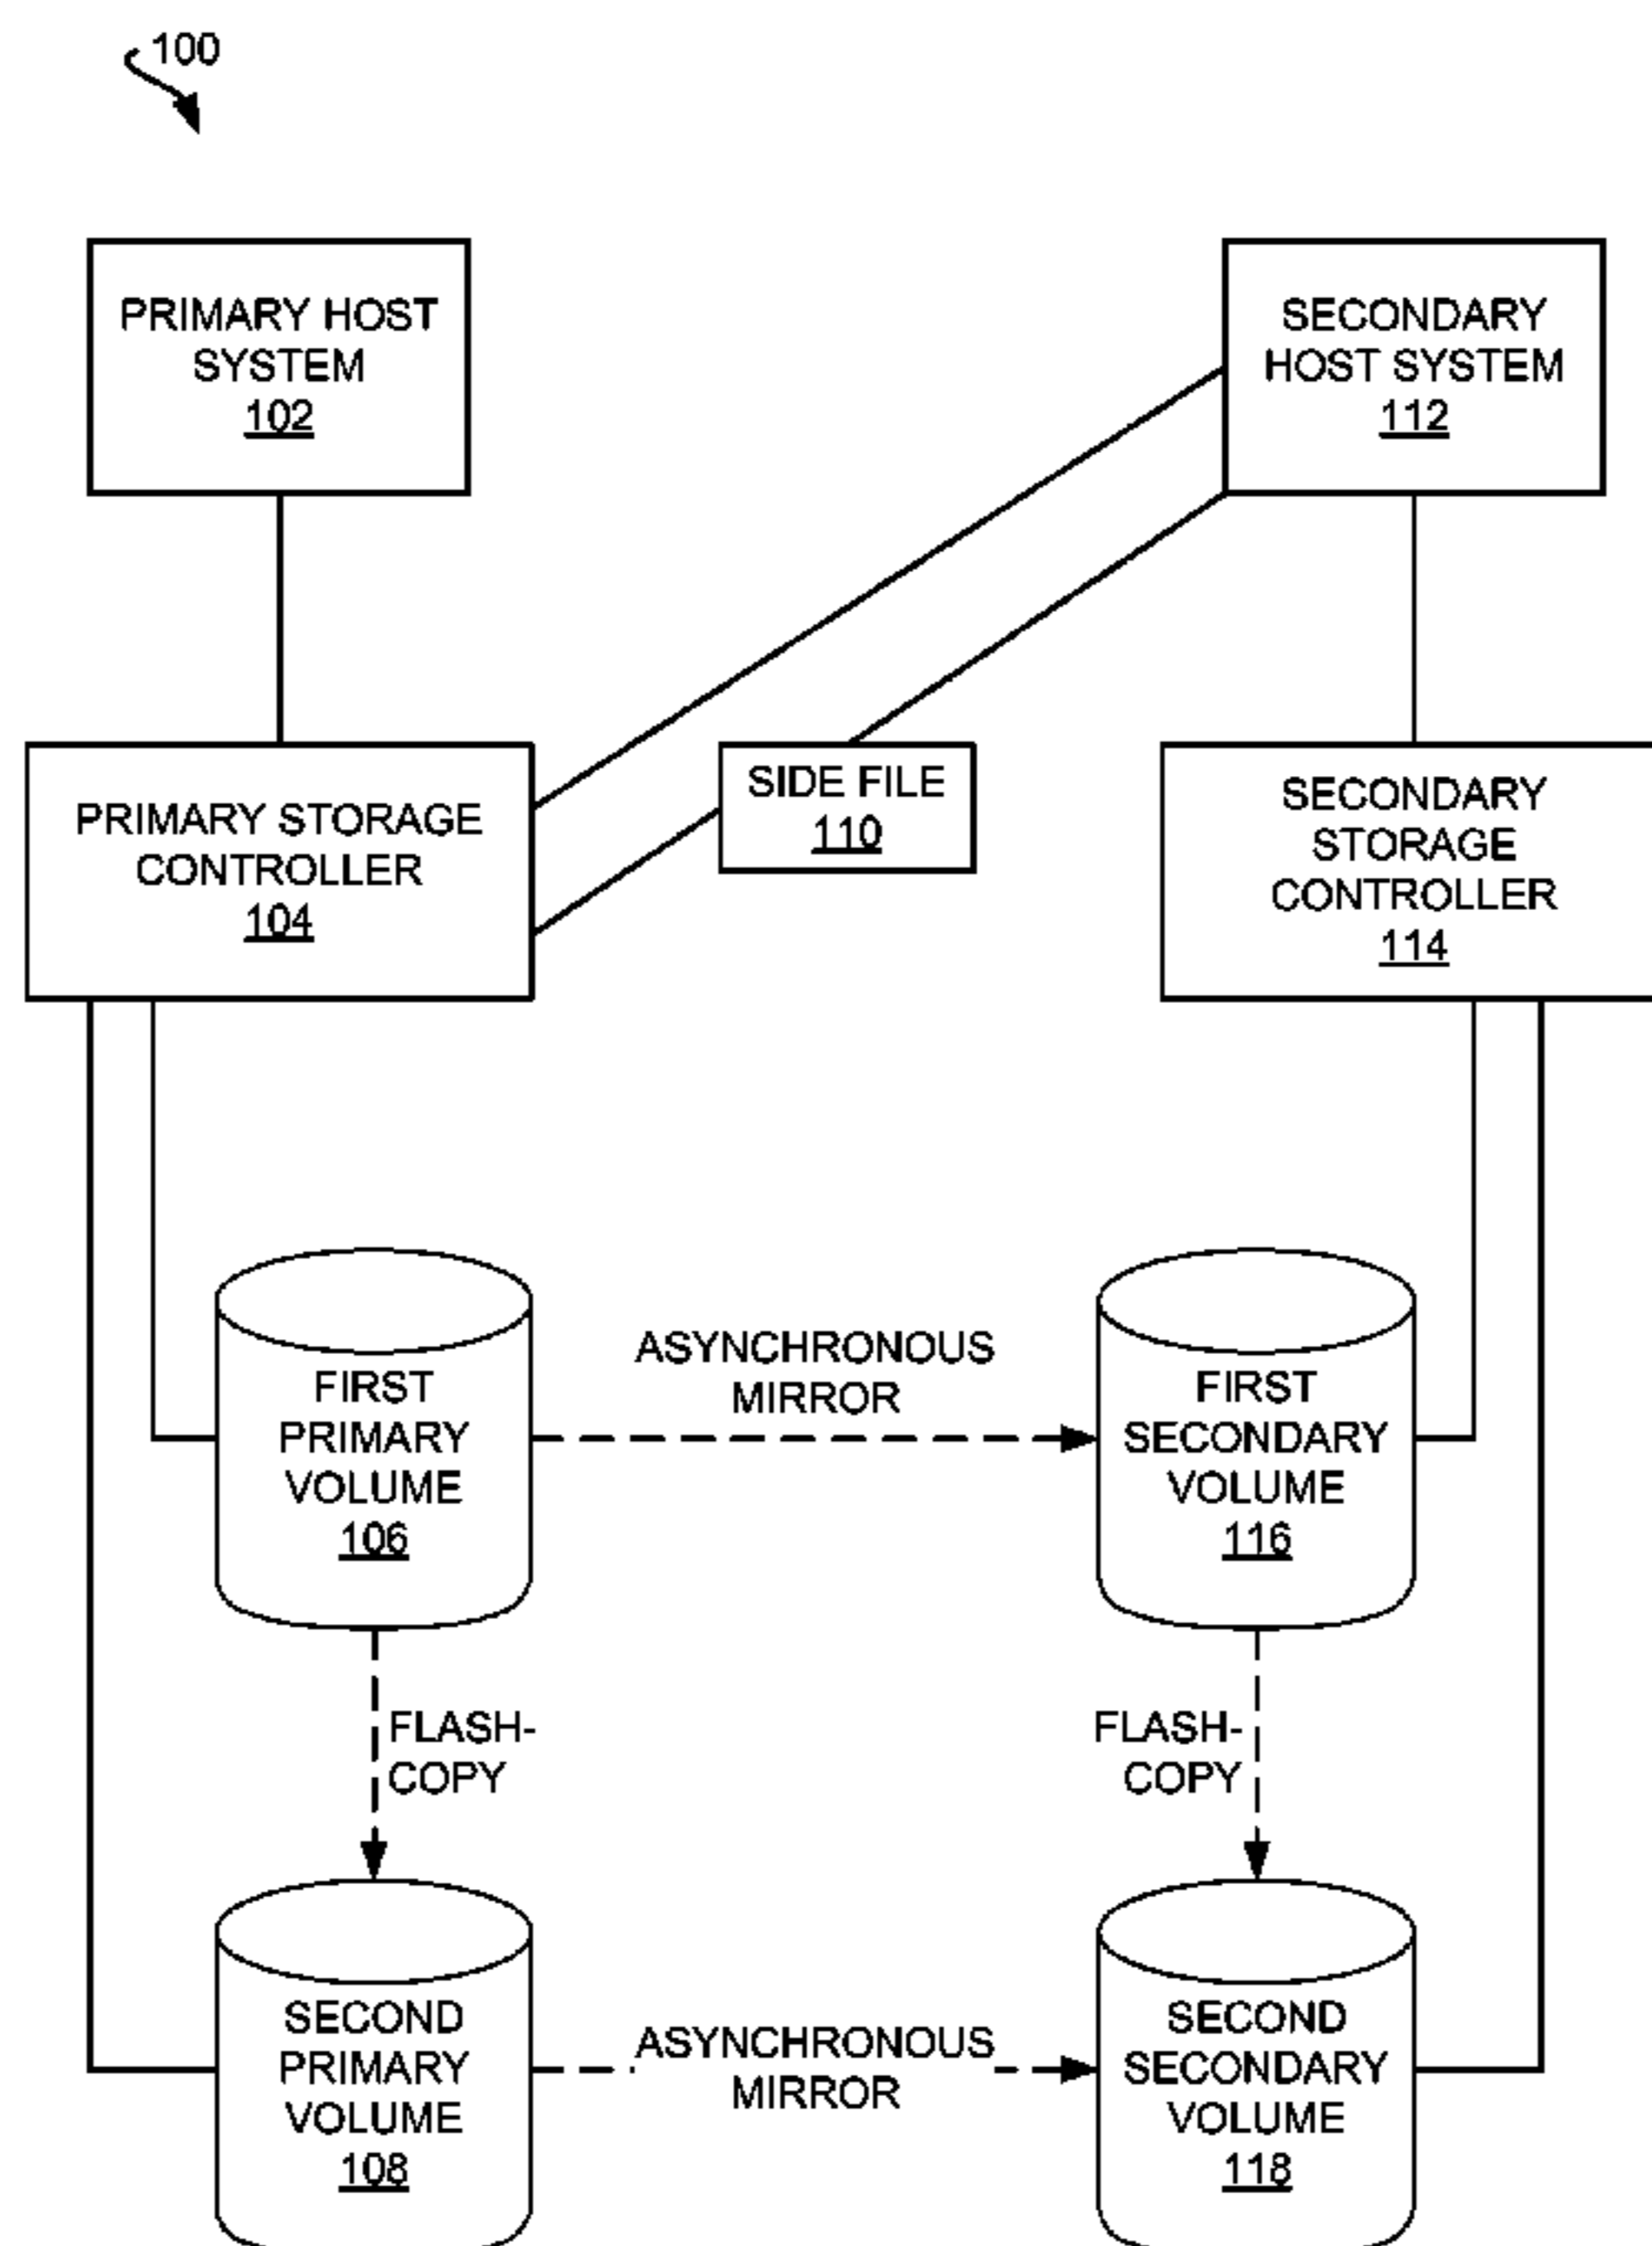 100
PRIMARY HOST
SYSTEM
102
SECONDARY
HOST SYSTEM
112
PRIMARY STORAGE
CONTROLLER
104
SIDE FILE
110
SECONDARY
STORAGE
CONTROLLER
114
FIRST
PRIMARY
VOLUME
106
ASYNCHRONOUS
MIRROR
FIRST
SECONDARY
VOLUME
116
FLASH-
COPY
FLASH-
COPY
SECOND
PRIMARY
VOLUME
108
ASYNCHRONOUS
MIRROR
SECOND
SECONDARY
VOLUME
118